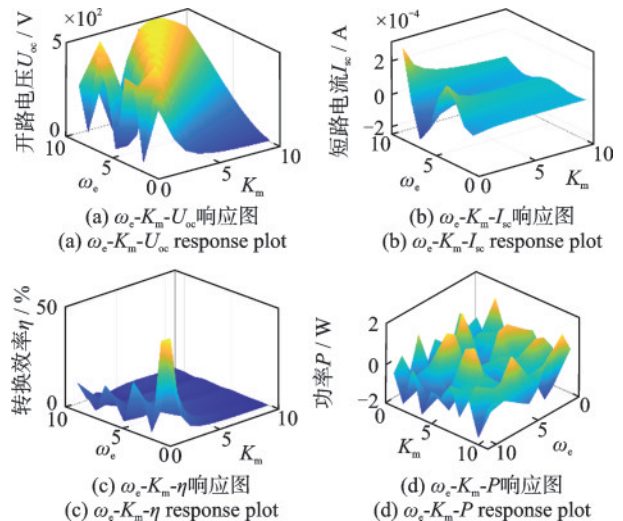 ×10²
5
0
10
5
0 0
5
10
开路电压U_oc / V
ω_e
K_m
(a) ω_e-K_m-U_oc响应图
(a) ω_e-K_m-U_oc response plot
×10⁻⁴
2
0
−2
10
5
0 0
5
10
短路电流I_sc / A
ω_e
K_m
(b) ω_e-K_m-I_sc响应图
(b) ω_e-K_m-I_sc response plot
50
0
10
5
0 0
5
10
转换效率η / %
ω_e
K_m
(c) ω_e-K_m-η响应图
(c) ω_e-K_m-η response plot
2
0
−2
0
5
10 10
5
0
功率P / W
K_m
ω_e
(d) ω_e-K_m-P响应图
(d) ω_e-K_m-P response plot